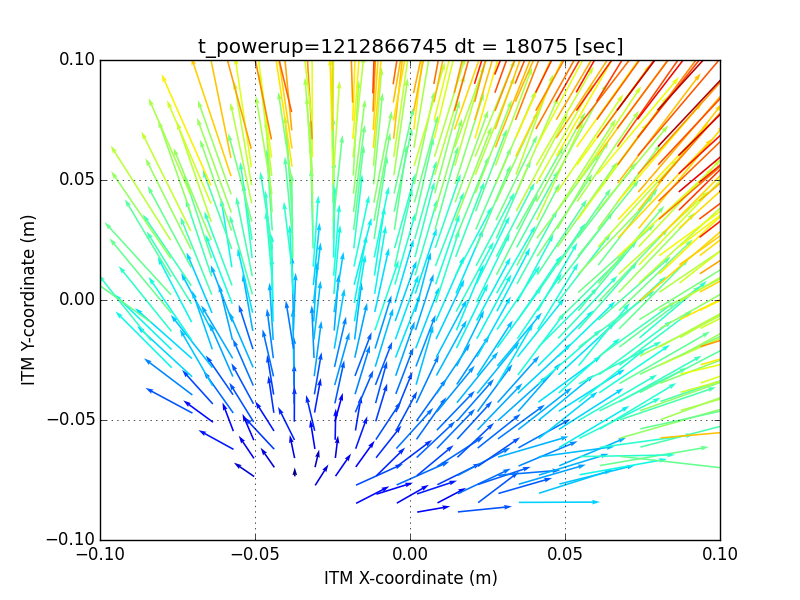 t_powerup=1212866745 dt = 18075 [sec]
0.10
0.05
0.00
−0.05
−0.10
ITM Y-coordinate (m)
−0.10 −0.05 0.00 0.05 0.10
ITM X-coordinate (m)